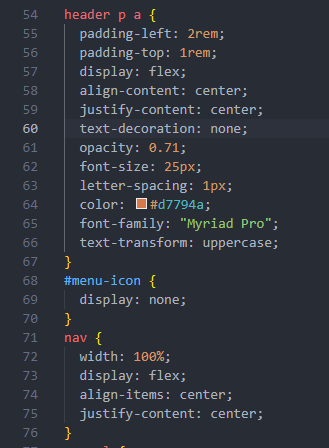 54 header p a {
55 padding-left: 2rem;
56 padding-top: 1rem;
57 display: flex;
58 align-content: center;
59 justify-content: center;
60 text-decoration: none;
61 opacity: 0.71;
62 font-size: 25px;
63 letter-spacing: 1px;
64 color: #d7794a;
65 font-family: "Myriad Pro";
66 text-transform: uppercase;
67 }
68 #menu-icon {
69 display: none;
70 }
71 nav {
72 width: 100%;
73 display: flex;
74 align-items: center;
75 justify-content: center;
76 }